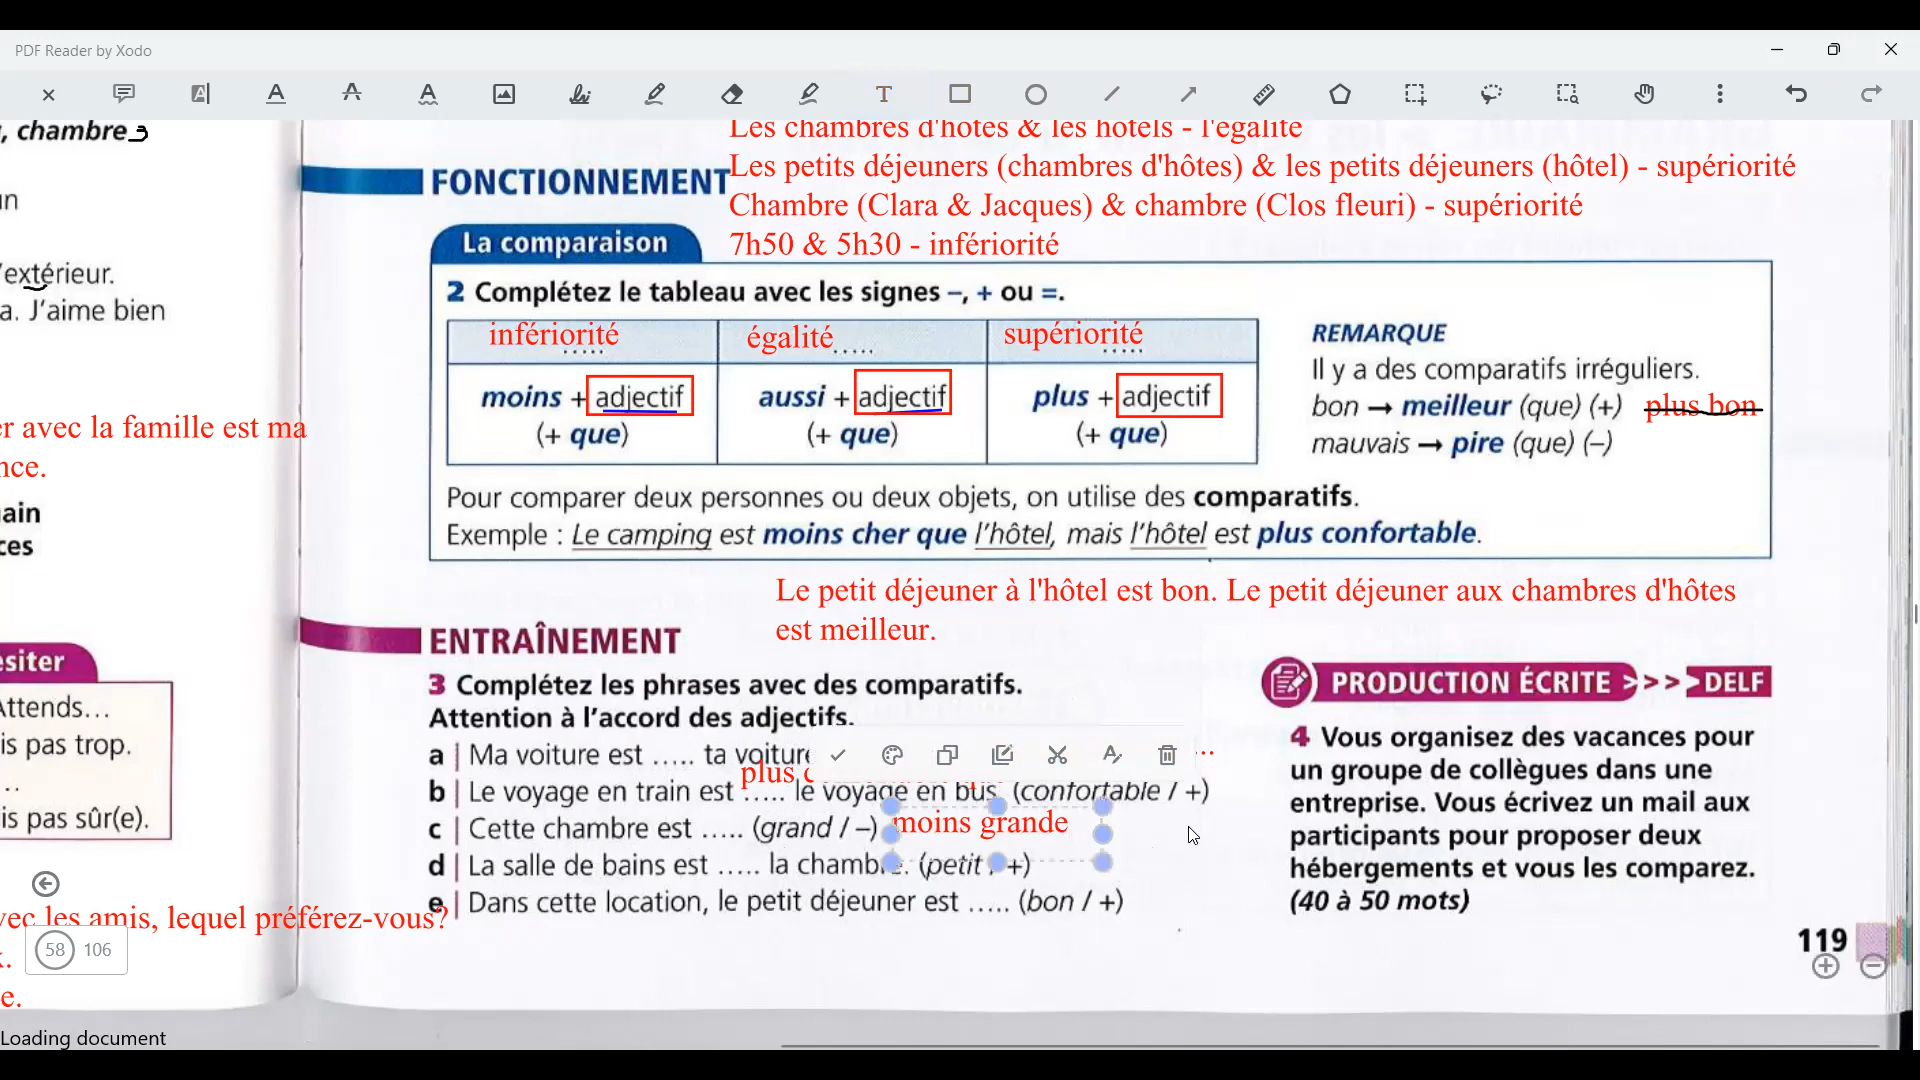 PDF Reader by Xodo
, chambre
Les chambres d'hôtes & les hôtels - l'égalité
Les petits déjeuners (chambres d'hôtes) & les petits déjeuners (hôtel) - supériorité
FONCTIONNEMENT
Chambre (Clara & Jacques) & chambre (Clos fleuri) - supériorité
7h50 & 5h30 - infériorité
un
'extérieur.
a. J'aime bien
La comparaison
2 Complétez le tableau avec les signes –, + ou =.
infériorité ..... égalité ..... supériorité .....
moins + adjectif
(+ que)
aussi + adjectif
(+ que)
plus + adjectif
(+ que)
REMARQUE
Il y a des comparatifs irréguliers.
bon → meilleur (que) (+) plus bon
mauvais → pire (que) (–)
Pour comparer deux personnes ou deux objets, on utilise des comparatifs.
Exemple : Le camping est moins cher que l'hôtel, mais l'hôtel est plus confortable.
er avec la famille est ma
nce.
ain
ces
Le petit déjeuner à l'hôtel est bon. Le petit déjeuner aux chambres d'hôtes
est meilleur.
ENTRAÎNEMENT
3 Complétez les phrases avec des comparatifs.
Attention à l'accord des adjectifs.
a | Ma voiture est ..... ta voiture
plus
b | Le voyage en train est ..... le voyage en bus. (confortable / +)
c | Cette chambre est ..... (grand / –) moins grande
d | La salle de bains est ..... la chambre. (petit / +)
e | Dans cette location, le petit déjeuner est ..... (bon / +)
PRODUCTION ÉCRITE >>> DELF
4 Vous organisez des vacances pour
un groupe de collègues dans une
entreprise. Vous écrivez un mail aux
participants pour proposer deux
hébergements et vous les comparez.
(40 à 50 mots)
119
ésiter
Attends...
is pas trop.
..
is pas sûr(e).
vec les amis, lequel préférez-vous?
58 106
x.
e.
Loading document